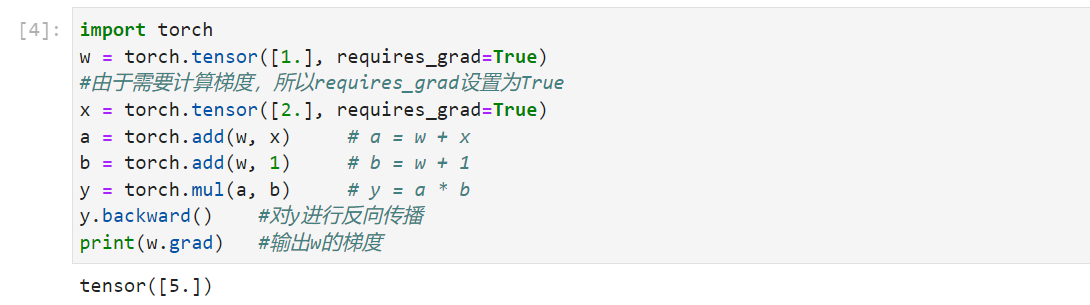 [4]:
import torch
w = torch.tensor([1.], requires_grad=True)
#由于需要计算梯度，所以requires_grad设置为True
x = torch.tensor([2.], requires_grad=True)
a = torch.add(w, x)     # a = w + x
b = torch.add(w, 1)     # b = w + 1
y = torch.mul(a, b)     # y = a * b
y.backward()    #对y进行反向传播
print(w.grad)   #输出w的梯度
tensor([5.])